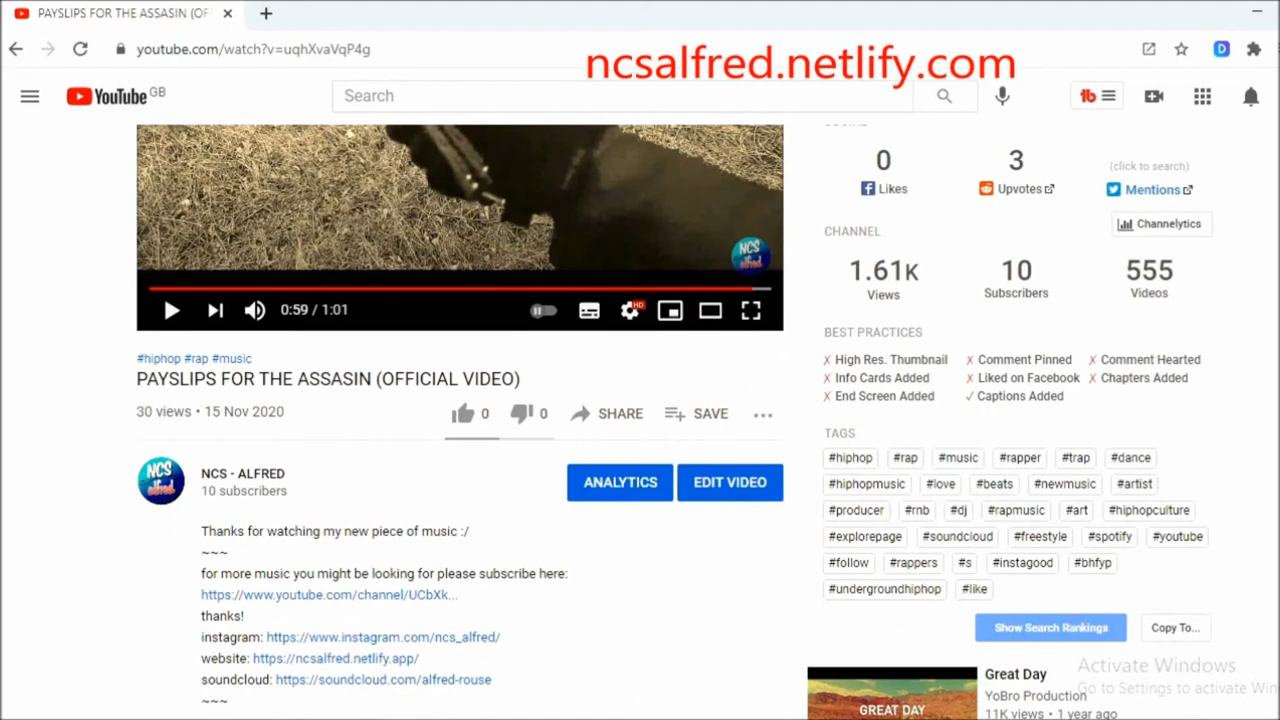 PAYSLIPS FOR THE ASSASIN (OF
youtube.com/watch?v=uqhXvaVqP4g
ncsalfred.netlify.com
YouTube GB
Search
NCS alfred
0:59 / 1:01
HD
#hiphop #rap #music
PAYSLIPS FOR THE ASSASIN (OFFICIAL VIDEO)
30 views • 15 Nov 2020
0 0 SHARE SAVE
NCS alfred
NCS - ALFRED
10 subscribers
ANALYTICS EDIT VIDEO
Thanks for watching my new piece of music :/
~~~
for more music you might be looking for please subscribe here:
https://www.youtube.com/channel/UCbXk...
thanks!
instagram: https://www.instagram.com/ncs_alfred/
website: https://ncsalfred.netlify.app/
soundcloud: https://soundcloud.com/alfred-rouse
~~~
0 3 (click to search)
Likes Upvotes Mentions
CHANNEL Channelytics
1.61K 10 555
Views Subscribers Videos
BEST PRACTICES
✗ High Res. Thumbnail ✗ Comment Pinned ✗ Comment Hearted
✗ Info Cards Added ✗ Liked on Facebook ✗ Chapters Added
✗ End Screen Added ✓ Captions Added
TAGS
#hiphop #rap #music #rapper #trap #dance
#hiphopmusic #love #beats #newmusic #artist
#producer #rnb #dj #rapmusic #art #hiphopculture
#explorepage #soundcloud #freestyle #spotify #youtube
#follow #rappers #s #instagood #bhfyp
#undergroundhiphop #like
Show Search Rankings Copy To...
GREAT DAY
Great Day
YoBro Production
11K views • 1 year ago
Activate Windows
Go to Settings to activate Win